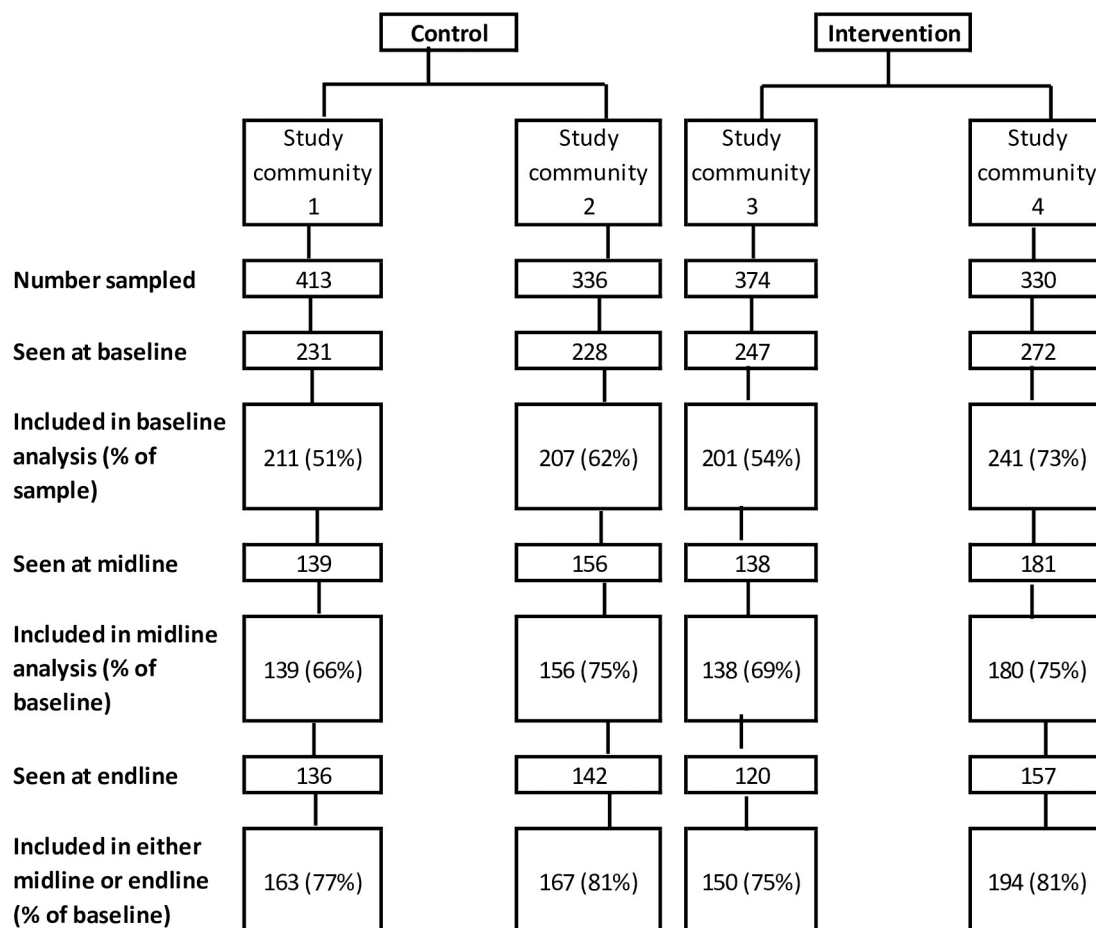 Control
Intervention
Study
community
1
Study
community
2
Study
community
3
Study
community
4
Number sampled
413
336
374
330
Seen at baseline
231
228
247
272
Included in baseline
analysis (% of
sample)
211 (51%)
207 (62%)
201 (54%)
241 (73%)
Seen at midline
139
156
138
181
Included in midline
analysis (% of
baseline)
139 (66%)
156 (75%)
138 (69%)
180 (75%)
Seen at endline
136
142
120
157
Included in either
midline or endline
(% of baseline)
163 (77%)
167 (81%)
150 (75%)
194 (81%)